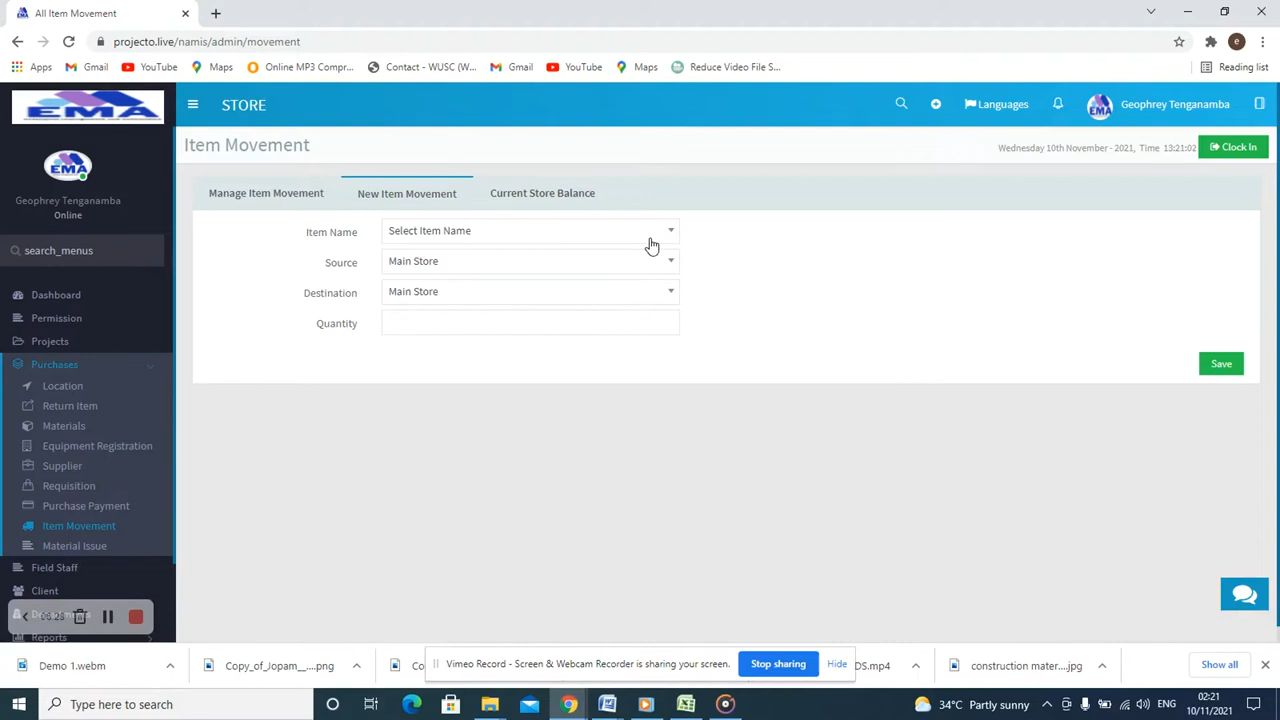 All Item Movement
projecto.live/namis/admin/movement
Apps Gmail YouTube Maps Online MP3 Compr... Contact - WUSC (W... Gmail YouTube Maps Reduce Video File S... Reading list
EMA STORE Languages EMA Geophrey Tenganamba
Item Movement Wednesday 10th November - 2021, Time 13:21:02 Clock In
EMA
Geophrey Tenganamba
Online
search_menus
Manage Item Movement New Item Movement Current Store Balance
Item Name Select Item Name
Source Main Store
Destination Main Store
Quantity
Save
Dashboard
Permission
Projects
Purchases
Location
Return Item
Materials
Equipment Registration
Supplier
Requisition
Purchase Payment
Item Movement
Material Issue
Field Staff
Client
Reports
Demo 1.webm Copy_of_Jopam__....png Vimeo Record - Screen & Webcam Recorder is sharing your screen. Stop sharing Hide DS.mp4 construction mater....jpg Show all
Type here to search 34°C Partly sunny ENG 02:21
10/11/2021